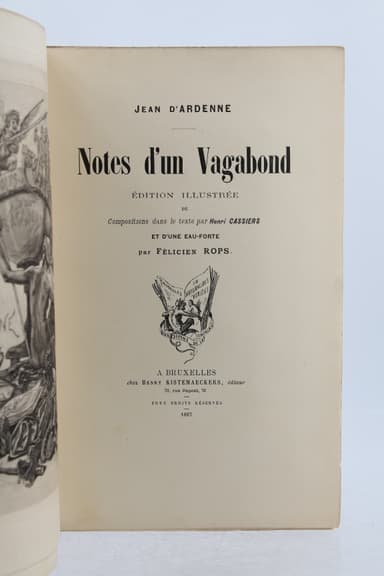 JEAN D'ARDENNE
Notes d'un Vagabond
ÉDITION ILLUSTRÉE
DE
Compositions dans le texte par Henri CASSIERS
ET D'UNE EAU-FORTE
par FÉLICIEN ROPS.
A BRUXELLES
chez HENRY KISTEMAECKERS, éditeur
TOUS DROITS RÉSERVÉS